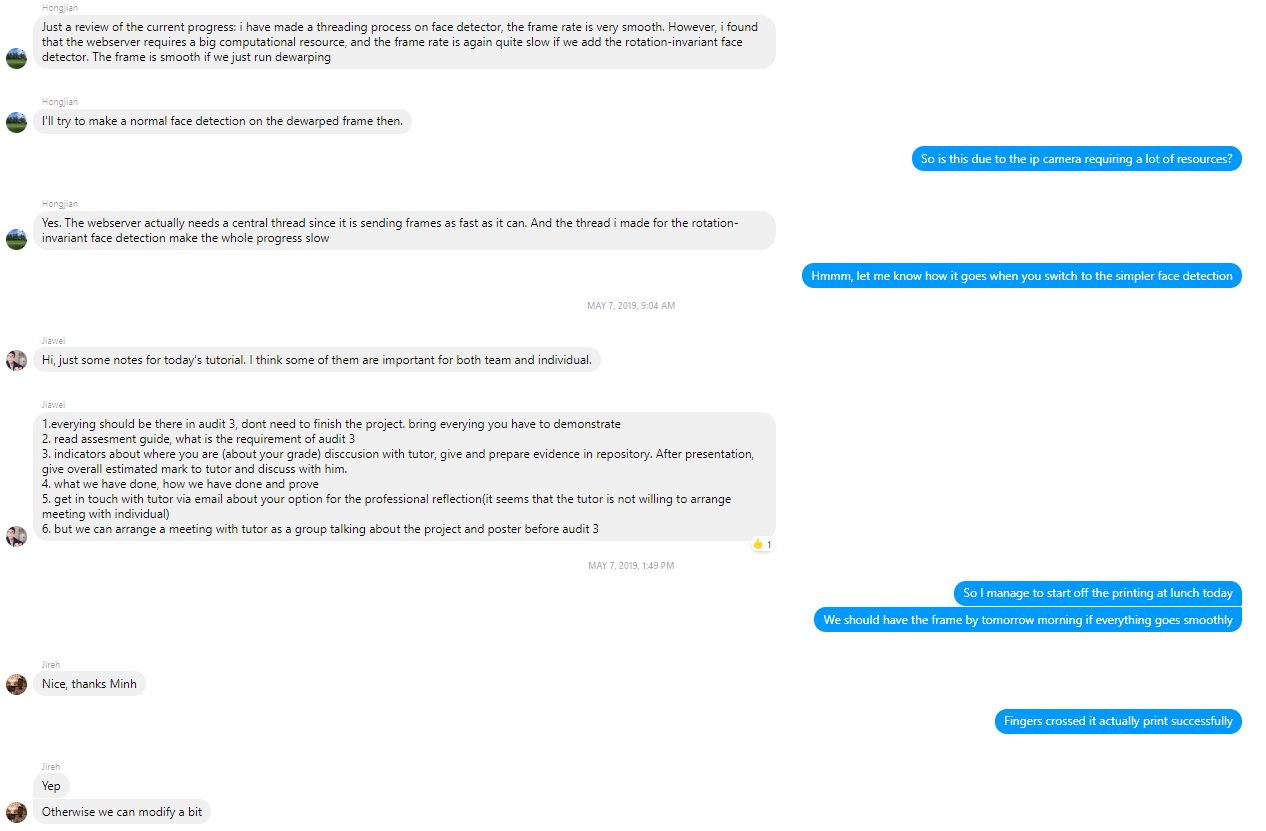 Hongjian
Just a review of the current progress: i have made a threading process on face detector, the frame rate is very smooth. However, i found
that the webserver requires a big computational resource, and the frame rate is again quite slow if we add the rotation-invariant face
detector. The frame is smooth if we just run dewarping
Hongjian
I'll try to make a normal face detection on the dewarped frame then.
So is this due to the ip camera requiring a lot of resources?
Hongjian
Yes. The webserver actually needs a central thread since it is sending frames as fast as it can. And the thread i made for the rotation-
invariant face detection make the whole progress slow
Hmmm, let me know how it goes when you switch to the simpler face detection
MAY 7, 2019, 9:04 AM
Jiawei
Hi, just some notes for today's tutorial. I think some of them are important for both team and individual.
Jiawei
1.everying should be there in audit 3, dont need to finish the project. bring everying you have to demonstrate
2. read assesment guide, what is the requirement of audit 3
3. indicators about where you are (about your grade) disccusion with tutor, give and prepare evidence in repository. After presentation,
give overall estimated mark to tutor and discuss with him.
4. what we have done, how we have done and prove
5. get in touch with tutor via email about your option for the professional reflection(it seems that the tutor is not willing to arrange
meeting with individual)
6. but we can arrange a meeting with tutor as a group talking about the project and poster before audit 3
1
MAY 7, 2019, 1:49 PM
So I manage to start off the printing at lunch today
We should have the frame by tomorrow morning if everything goes smoothly
Jireh
Nice, thanks Minh
Fingers crossed it actually print successfully
Jireh
Yep
Otherwise we can modify a bit